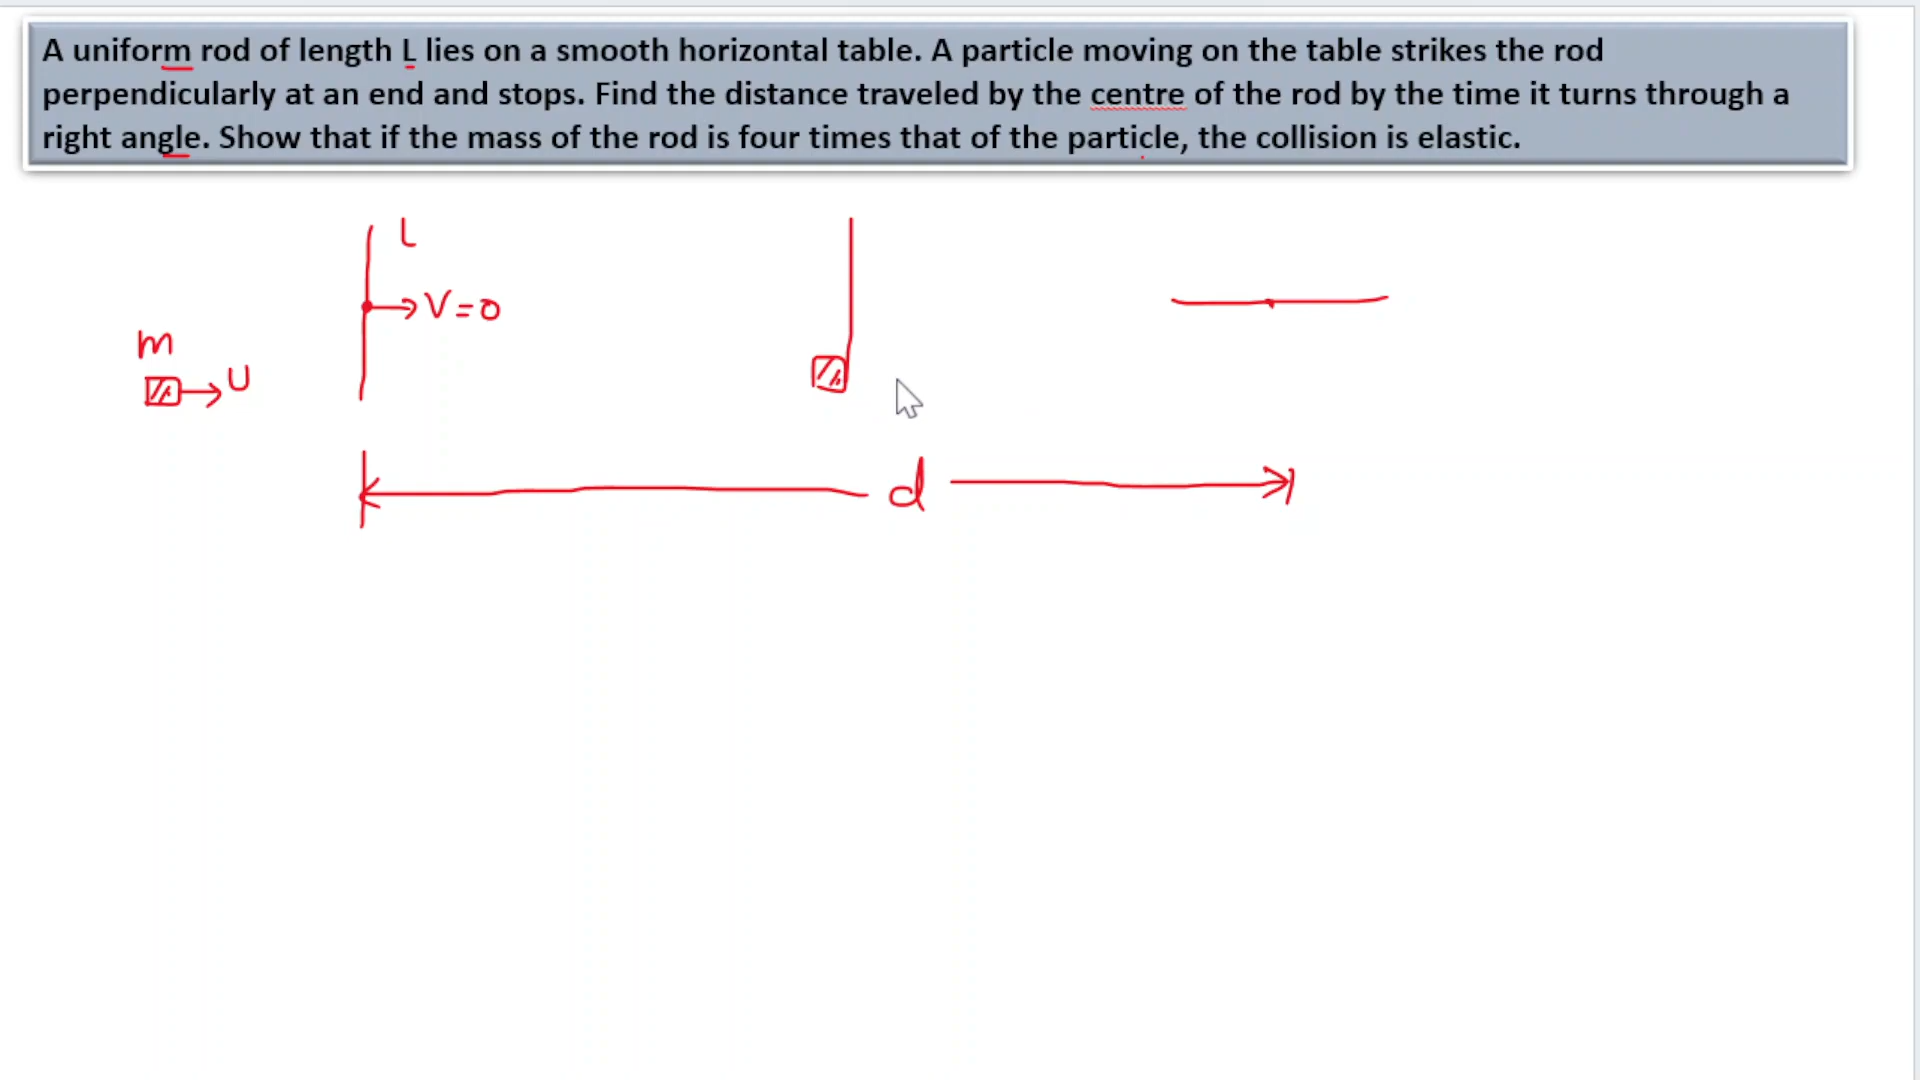 A uniform rod of length L lies on a smooth horizontal table. A particle moving on the table strikes the rod
perpendicularly at an end and stops. Find the distance traveled by the centre of the rod by the time it turns through a
right angle. Show that if the mass of the rod is four times that of the particle, the collision is elastic.
L
V=0
m
U
d